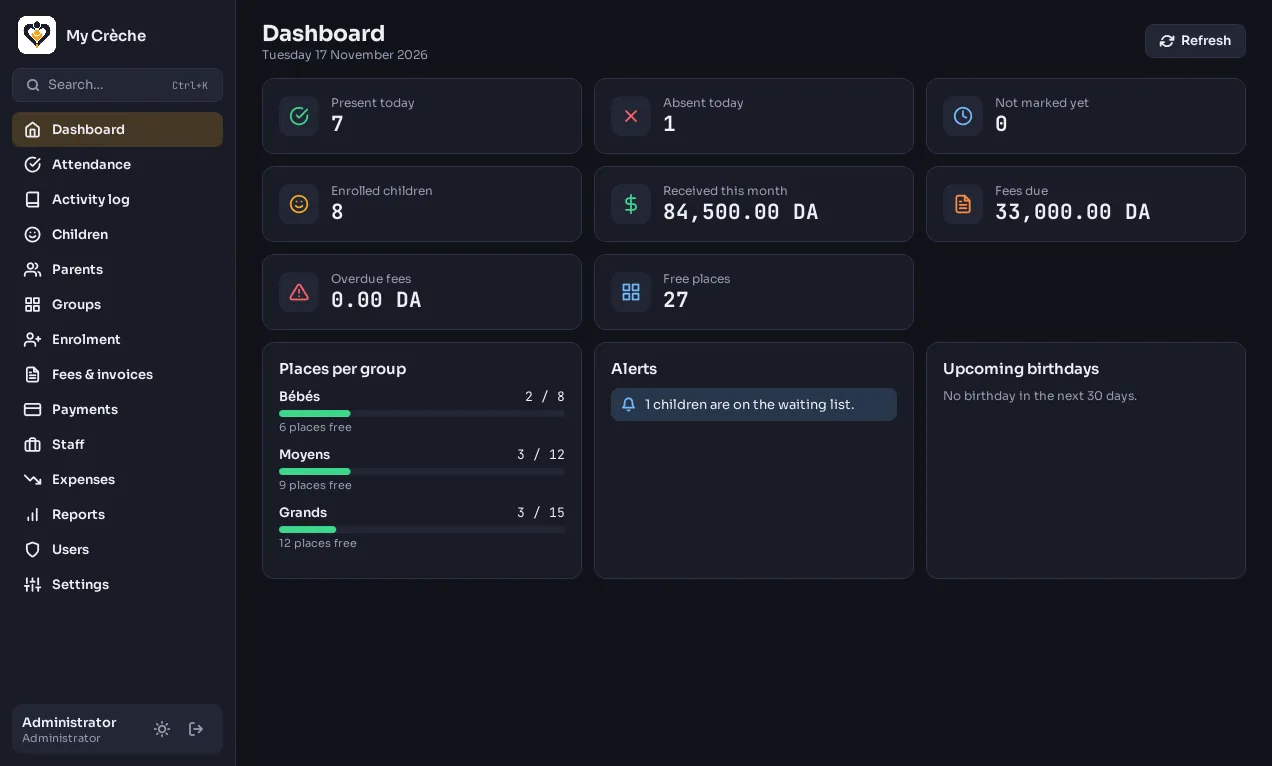 My Crèche
Search... Ctrl+K
Dashboard
Attendance
Activity log
Children
Parents
Groups
Enrolment
Fees & invoices
Payments
Staff
Expenses
Reports
Users
Settings
Administrator
Administrator
Dashboard
Tuesday 17 November 2026
Refresh
Present today
7
Absent today
1
Not marked yet
0
Enrolled children
8
Received this month
84,500.00 DA
Fees due
33,000.00 DA
Overdue fees
0.00 DA
Free places
27
Places per group
Bébés 2 / 8
6 places free
Moyens 3 / 12
9 places free
Grands 3 / 15
12 places free
Alerts
1 children are on the waiting list.
Upcoming birthdays
No birthday in the next 30 days.